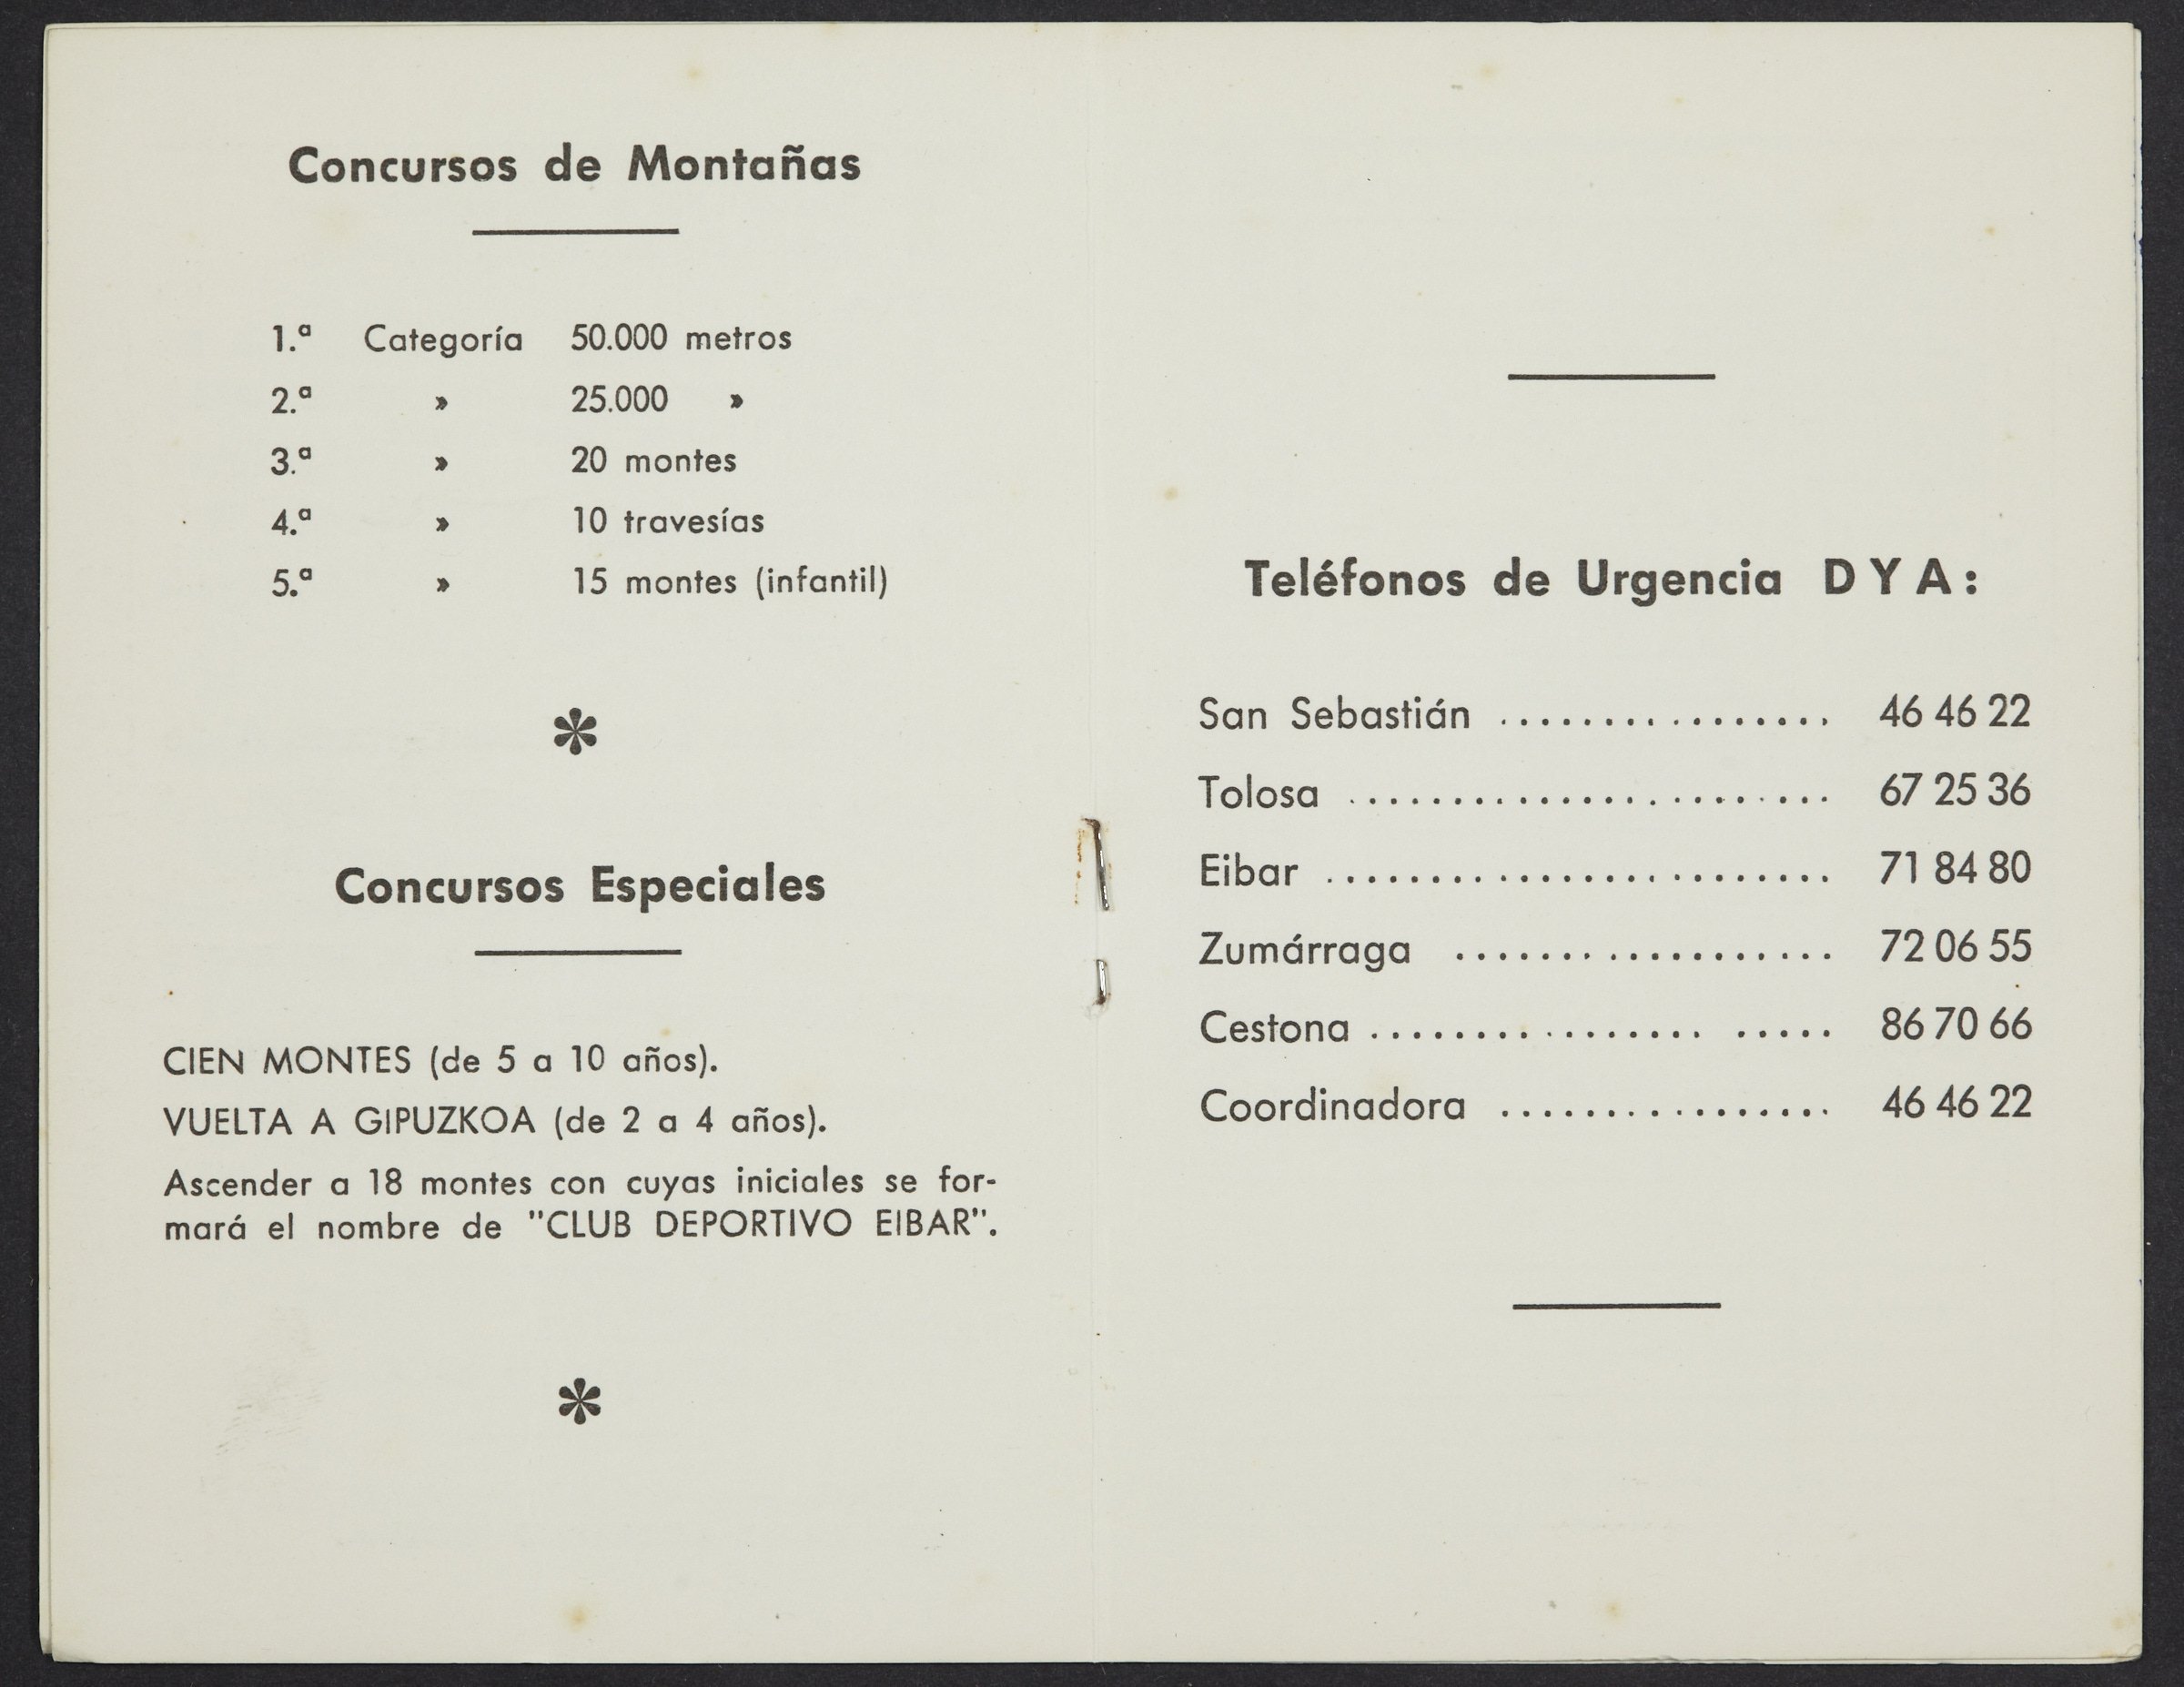 Concursos de Montañas
1.ª Categoría 50.000 metros
2.ª » 25.000 »
3.ª » 20 montes
4.ª » 10 travesías
5.ª » 15 montes (infantil)
*
Concursos Especiales
CIEN MONTES (de 5 a 10 años).
VUELTA A GIPUZKOA (de 2 a 4 años).
Ascender a 18 montes con cuyas iniciales se for-
mará el nombre de "CLUB DEPORTIVO EIBAR".
*
Teléfonos de Urgencia D Y A :
San Sebastián ................ 46 46 22
Tolosa ........................ 67 25 36
Eibar ......................... 71 84 80
Zumárraga .................. 72 06 55
Cestona ................ ..... 86 70 66
Coordinadora ................ 46 46 22